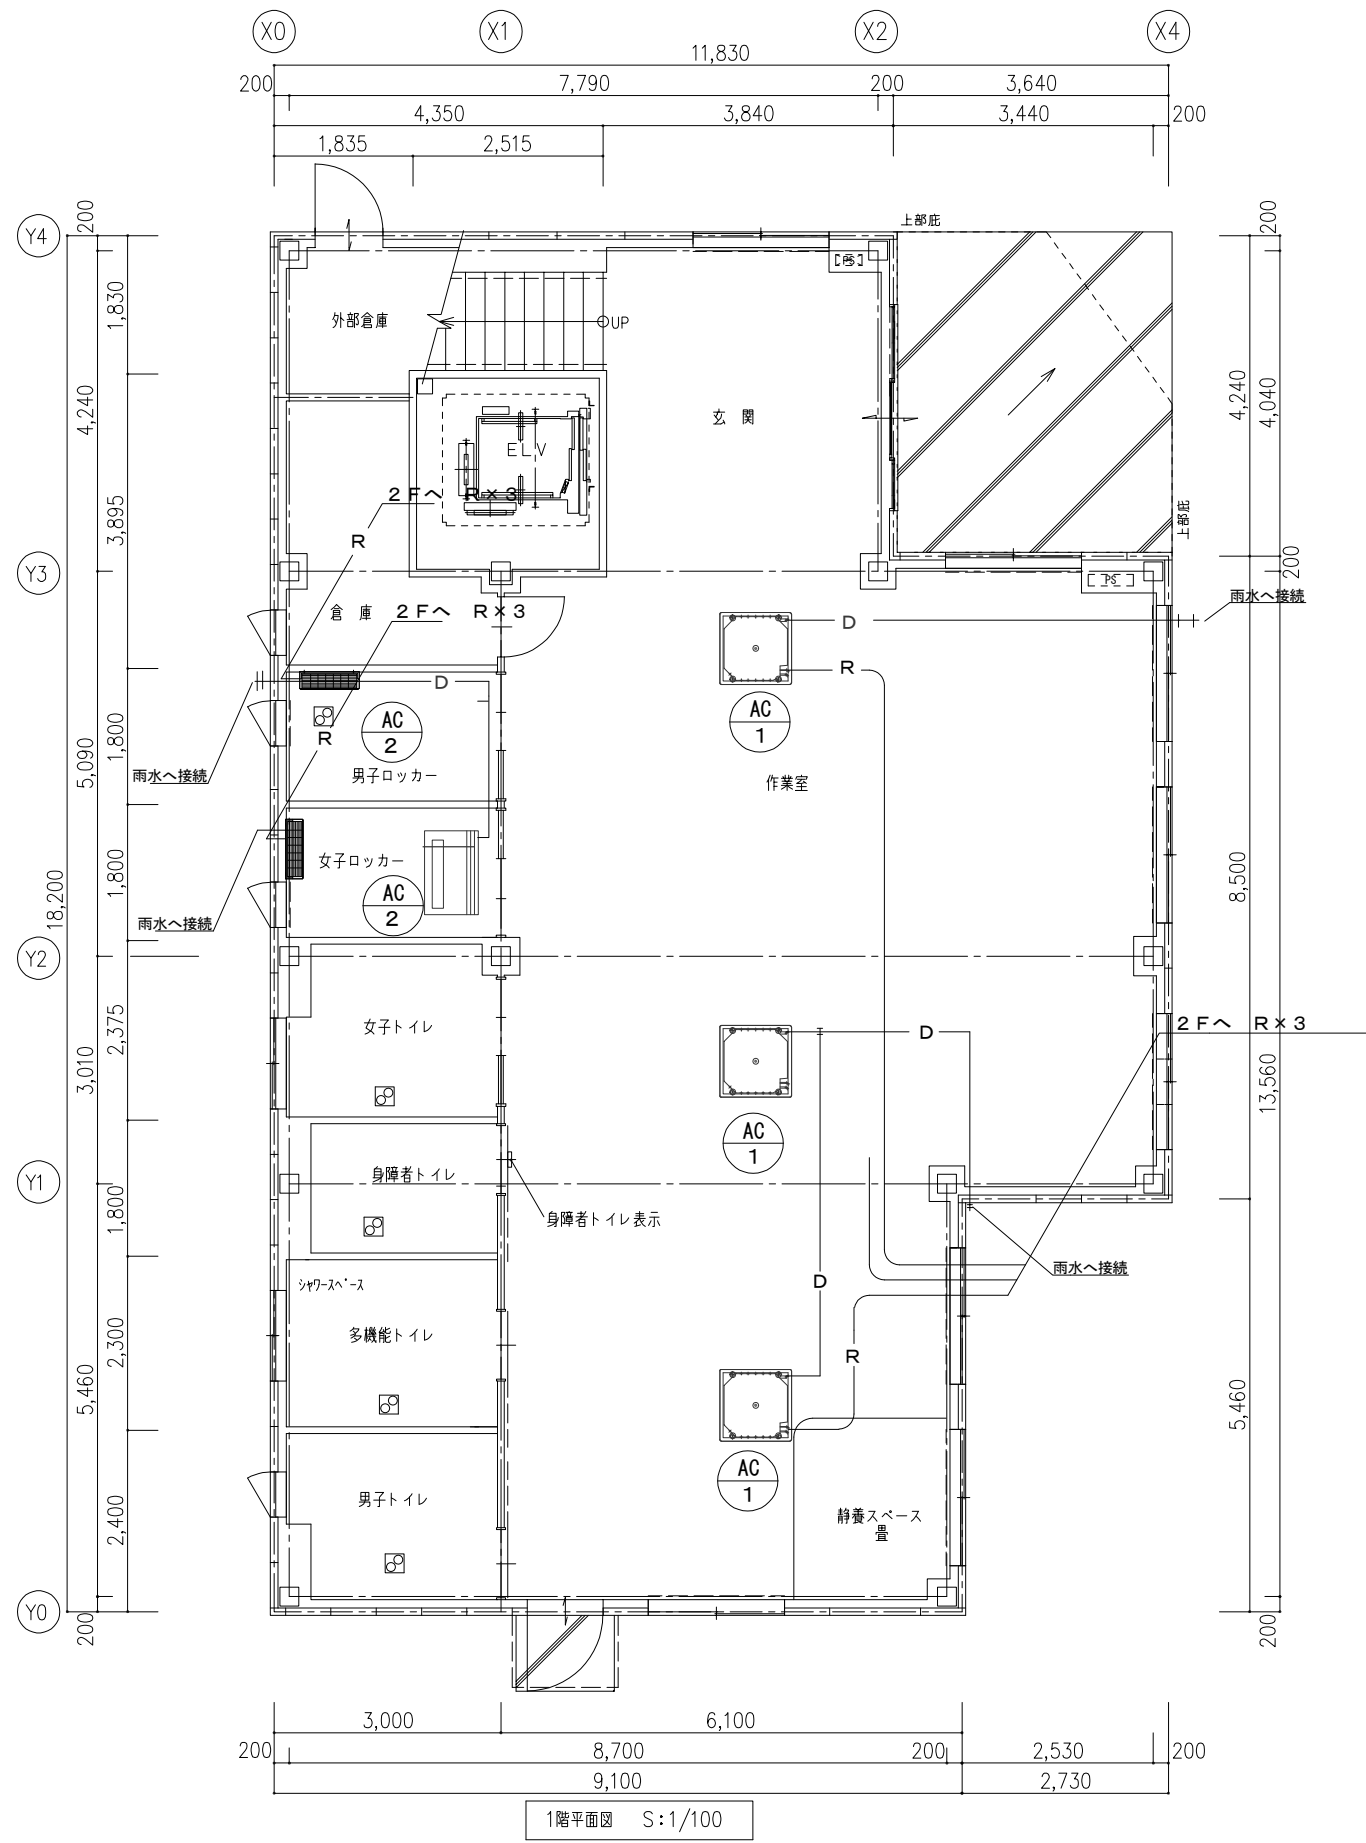 X0
X1
X2
X4
11,830
200
7,790
200
3,640
4,350
3,840
3,440
200
1,835
2,515
Y4
200
上部庇
200
[PS]
1,830
外部倉庫
UP
4,240
玄 関
4,240
4,040
ELV
2Fへ R×3
3,895
上部庇
R
Y3
200
PS
倉 庫
2Fへ R×3
雨水へ接続
D
R
D
AC
2
AC
1
R
1,800
5,090
雨水へ接続
男子ロッカー
作業室
女子ロッカー
1,800
AC
2
8,500
18,200
雨水へ接続
Y2
2,375
女子トイレ
D
2Fへ R×3
3,010
13,560
AC
1
Y1
身障者トイレ
1,800
身障者トイレ表示
雨水へ接続
シャワースペース
D
多機能トイレ
2,300
R
5,460
5,460
AC
1
男子トイレ
2,400
静養スペース
畳
Y0
200
200
3,000
6,100
200
8,700
200
2,530
200
9,100
2,730
1階平面図 S:1/100